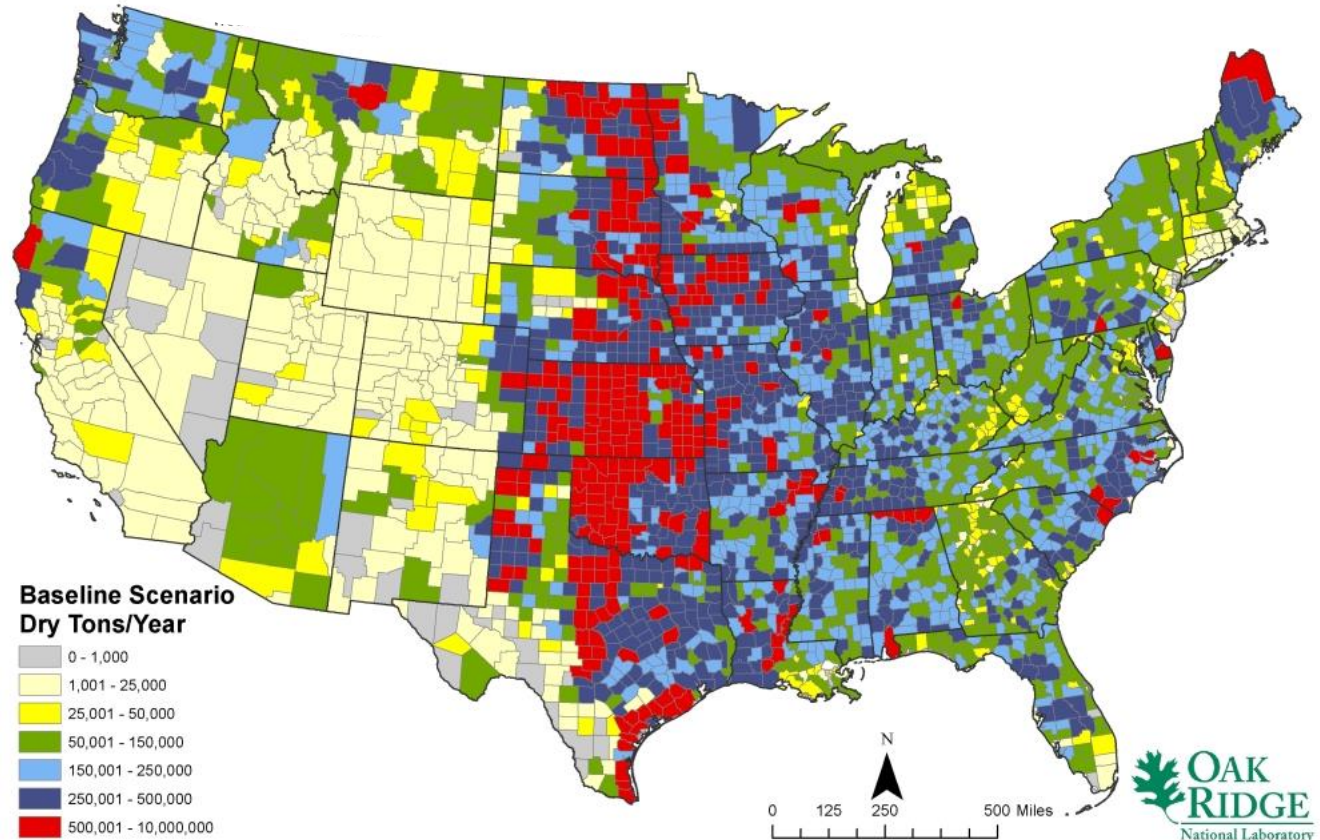 Baseline Scenario
Dry Tons/Year
0 - 1,000
1,001 - 25,000
25,001 - 50,000
50,001 - 150,000
150,001 - 250,000
250,001 - 500,000
500,001 - 10,000,000
N
0 125 250 500 Miles
OAK
RIDGE
National Laboratory